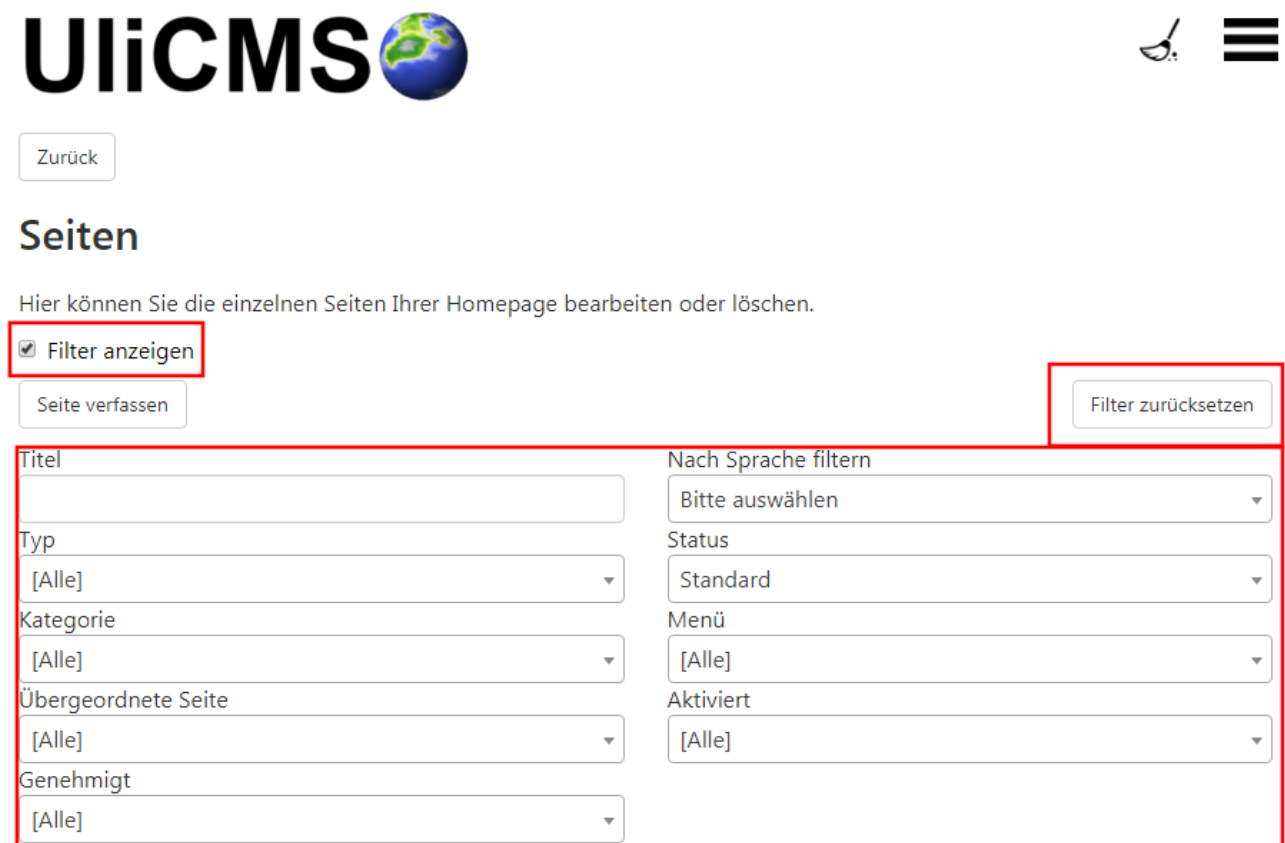 UliCMS
Zurück
Seiten
Hier können Sie die einzelnen Seiten Ihrer Homepage bearbeiten oder löschen.
Filter anzeigen
Seite verfassen
Filter zurücksetzen
Titel
Nach Sprache filtern
Bitte auswählen
Typ
Status
[Alle]
Standard
Kategorie
Menü
[Alle]
[Alle]
Übergeordnete Seite
Aktiviert
[Alle]
[Alle]
Genehmigt
[Alle]